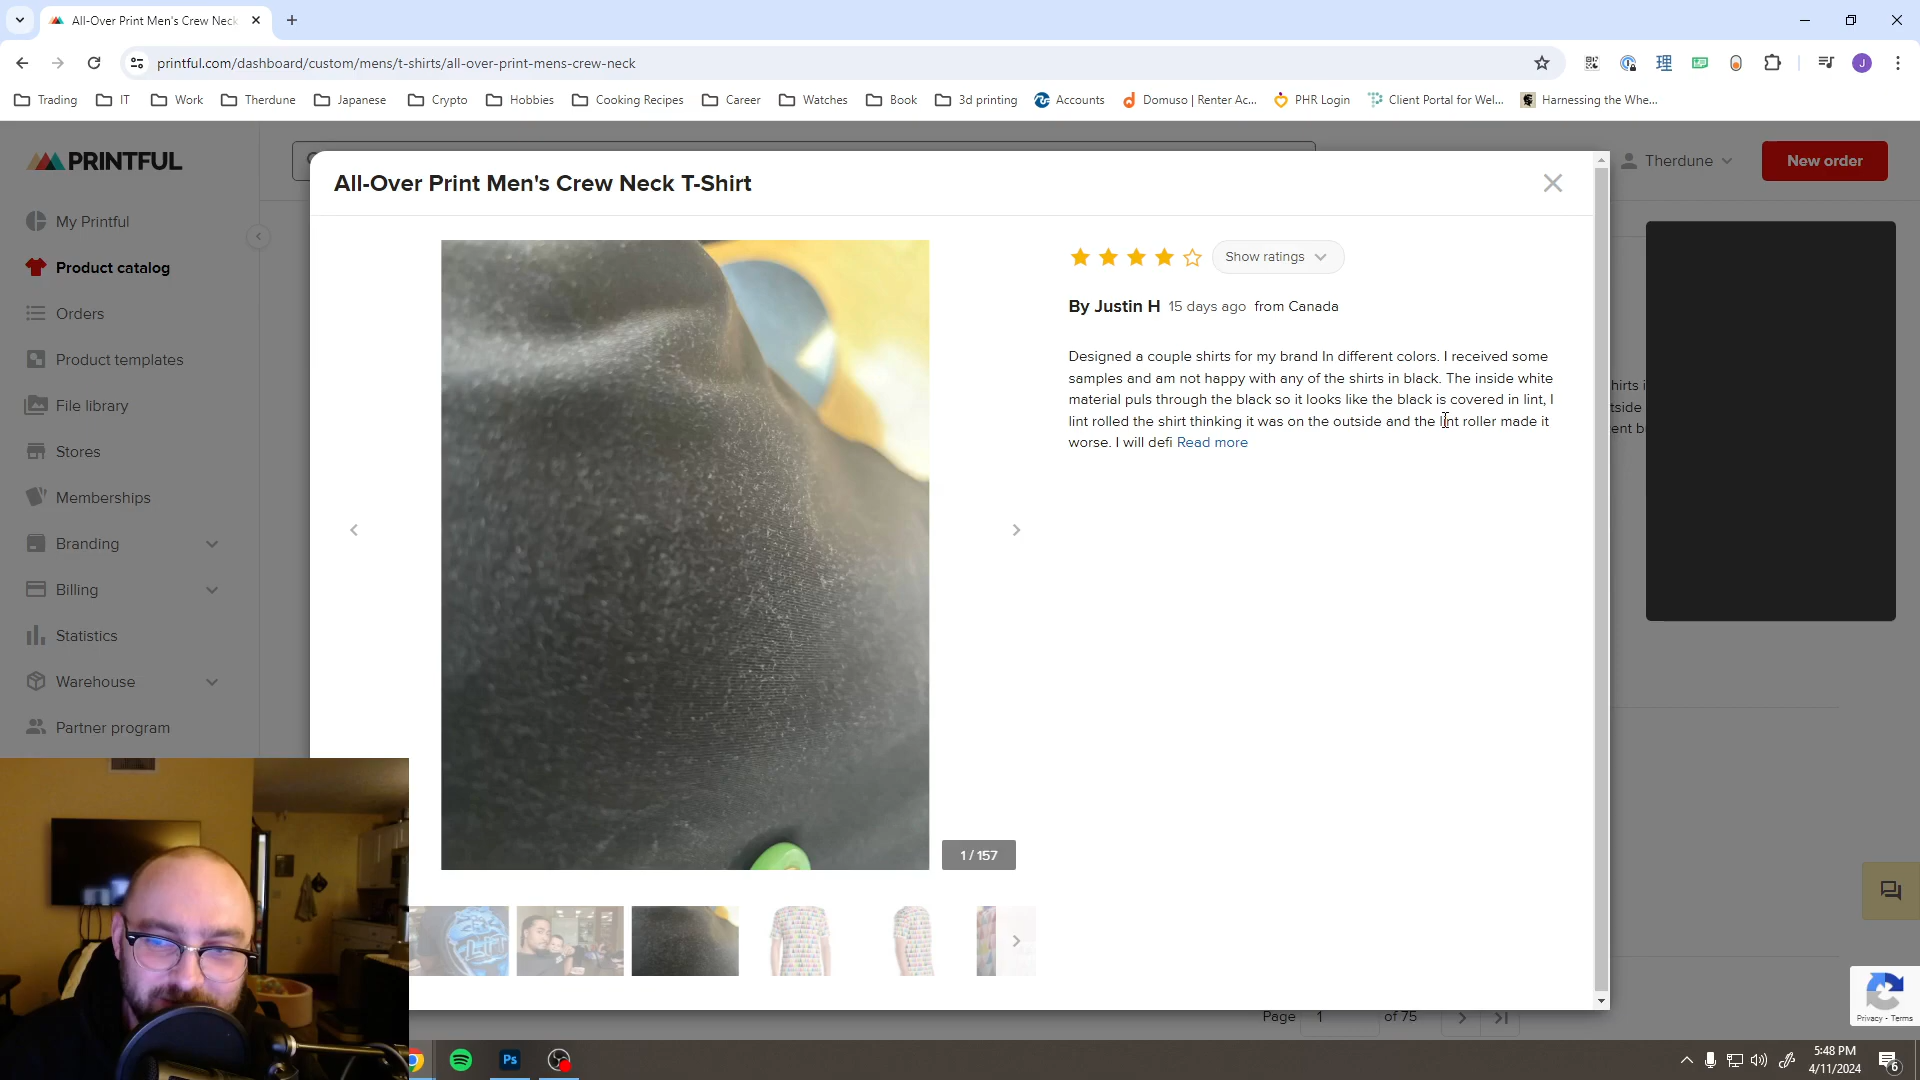 All-Over Print Men's Crew Neck
printful.com/dashboard/custom/mens/t-shirts/all-over-print-mens-crew-neck
理
J
Trading
IT
Work
Therdune
Japanese
Crypto
Hobbies
Cooking Recipes
Career
Watches
Book
3d printing
Accounts
Domuso | Renter Ac...
PHR Login
Client Portal for Wel...
Harnessing the Whe...
PRINTFUL
Therdune
New order
My Printful
Product catalog
Orders
Product templates
File library
Stores
Memberships
Branding
Billing
Statistics
Warehouse
Partner program
All-Over Print Men's Crew Neck T-Shirt
Show ratings
By Justin H 15 days ago from Canada
Designed a couple shirts for my brand In different colors. I received some
samples and am not happy with any of the shirts in black. The inside white
material puls through the black so it looks like the black is covered in lint, I
lint rolled the shirt thinking it was on the outside and the lint roller made it
worse. I will defi Read more
hirts i
tside
ent b
1 / 157
Page 1 of 75
Privacy - Terms
Ps
5:48 PM
4/11/2024
6